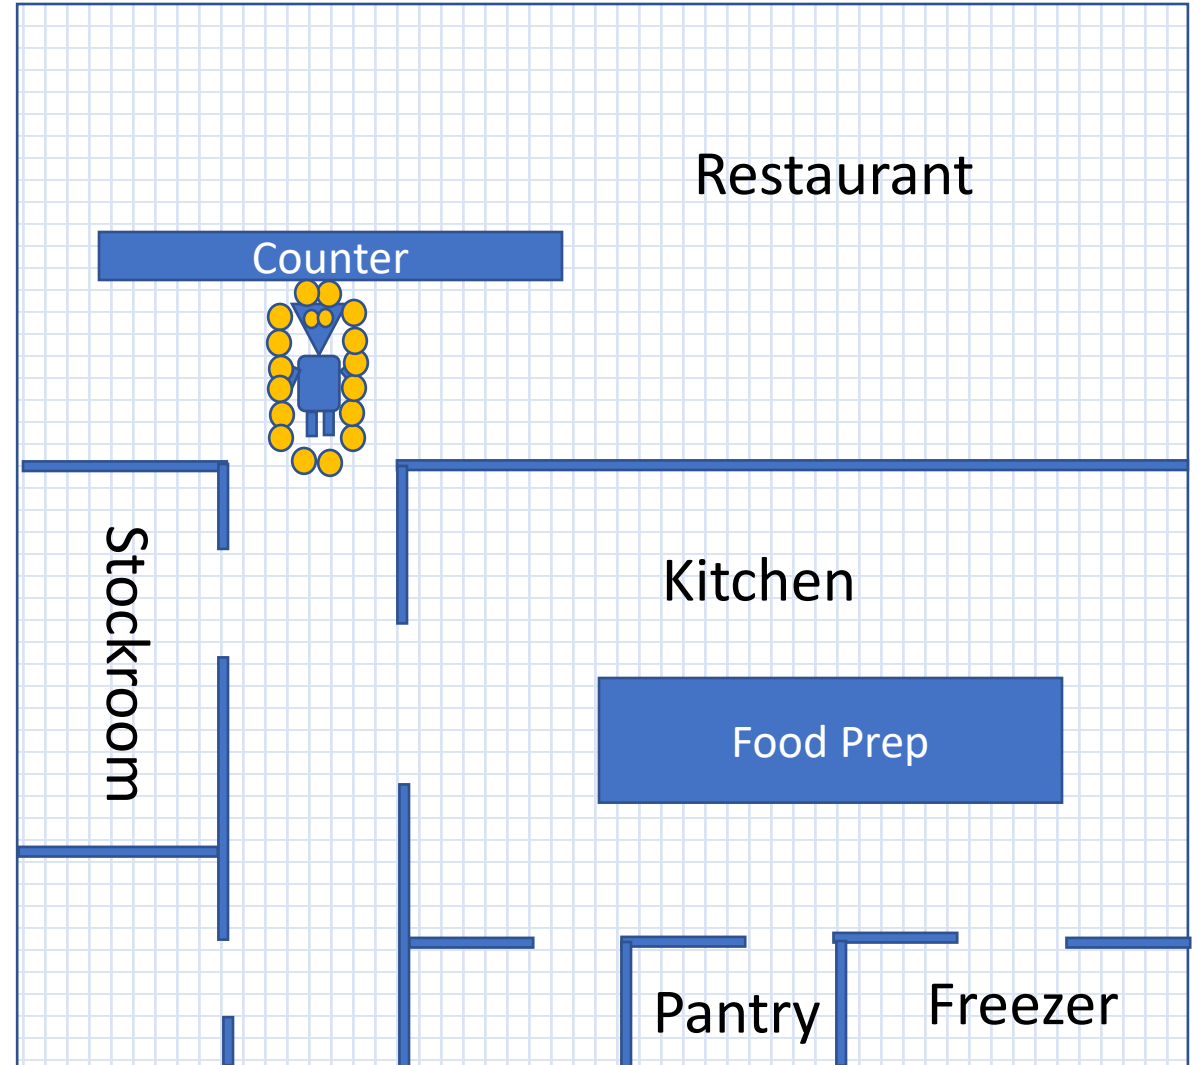 Restaurant
Counter
Stockroom
Kitchen
Food Prep
Pantry
Freezer